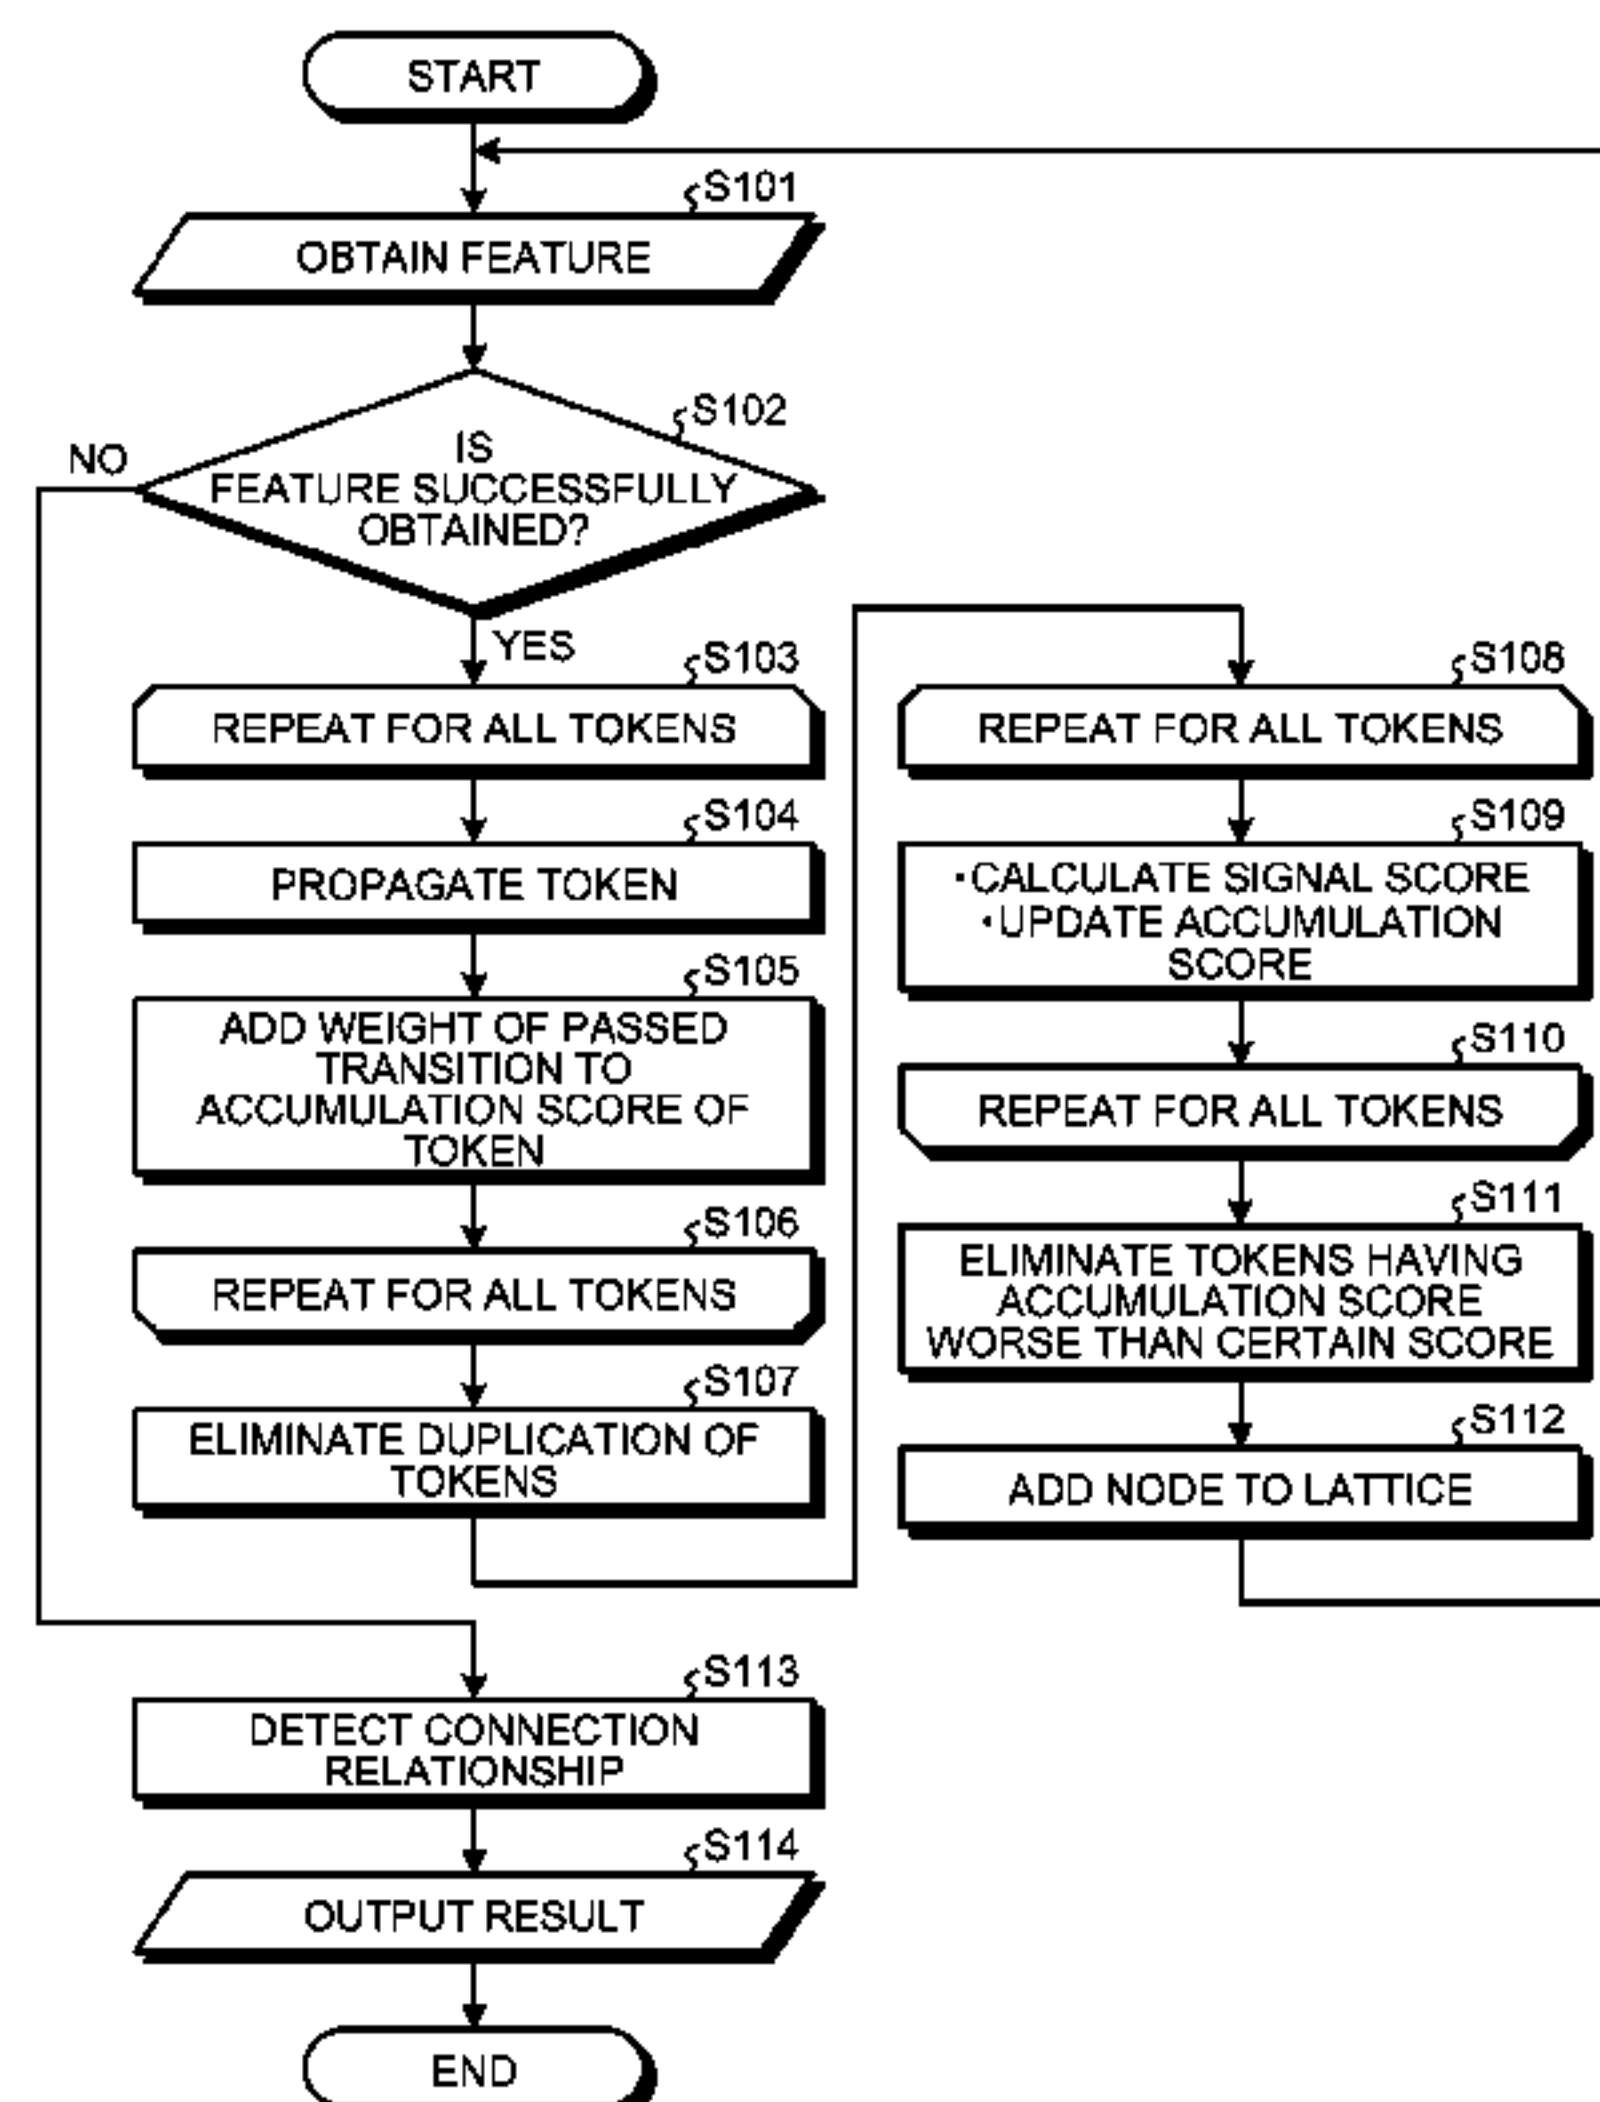 START
S101
OBTAIN FEATURE
S102
IS
FEATURE SUCCESSFULLY
OBTAINED?
NO
YES
S103
REPEAT FOR ALL TOKENS
S104
PROPAGATE TOKEN
S105
ADD WEIGHT OF PASSED
TRANSITION TO
ACCUMULATION SCORE OF
TOKEN
S106
REPEAT FOR ALL TOKENS
S107
ELIMINATE DUPLICATION OF
TOKENS
S108
REPEAT FOR ALL TOKENS
S109
・CALCULATE SIGNAL SCORE
・UPDATE ACCUMULATION
SCORE
S110
REPEAT FOR ALL TOKENS
S111
ELIMINATE TOKENS HAVING
ACCUMULATION SCORE
WORSE THAN CERTAIN SCORE
S112
ADD NODE TO LATTICE
S113
DETECT CONNECTION
RELATIONSHIP
S114
OUTPUT RESULT
END